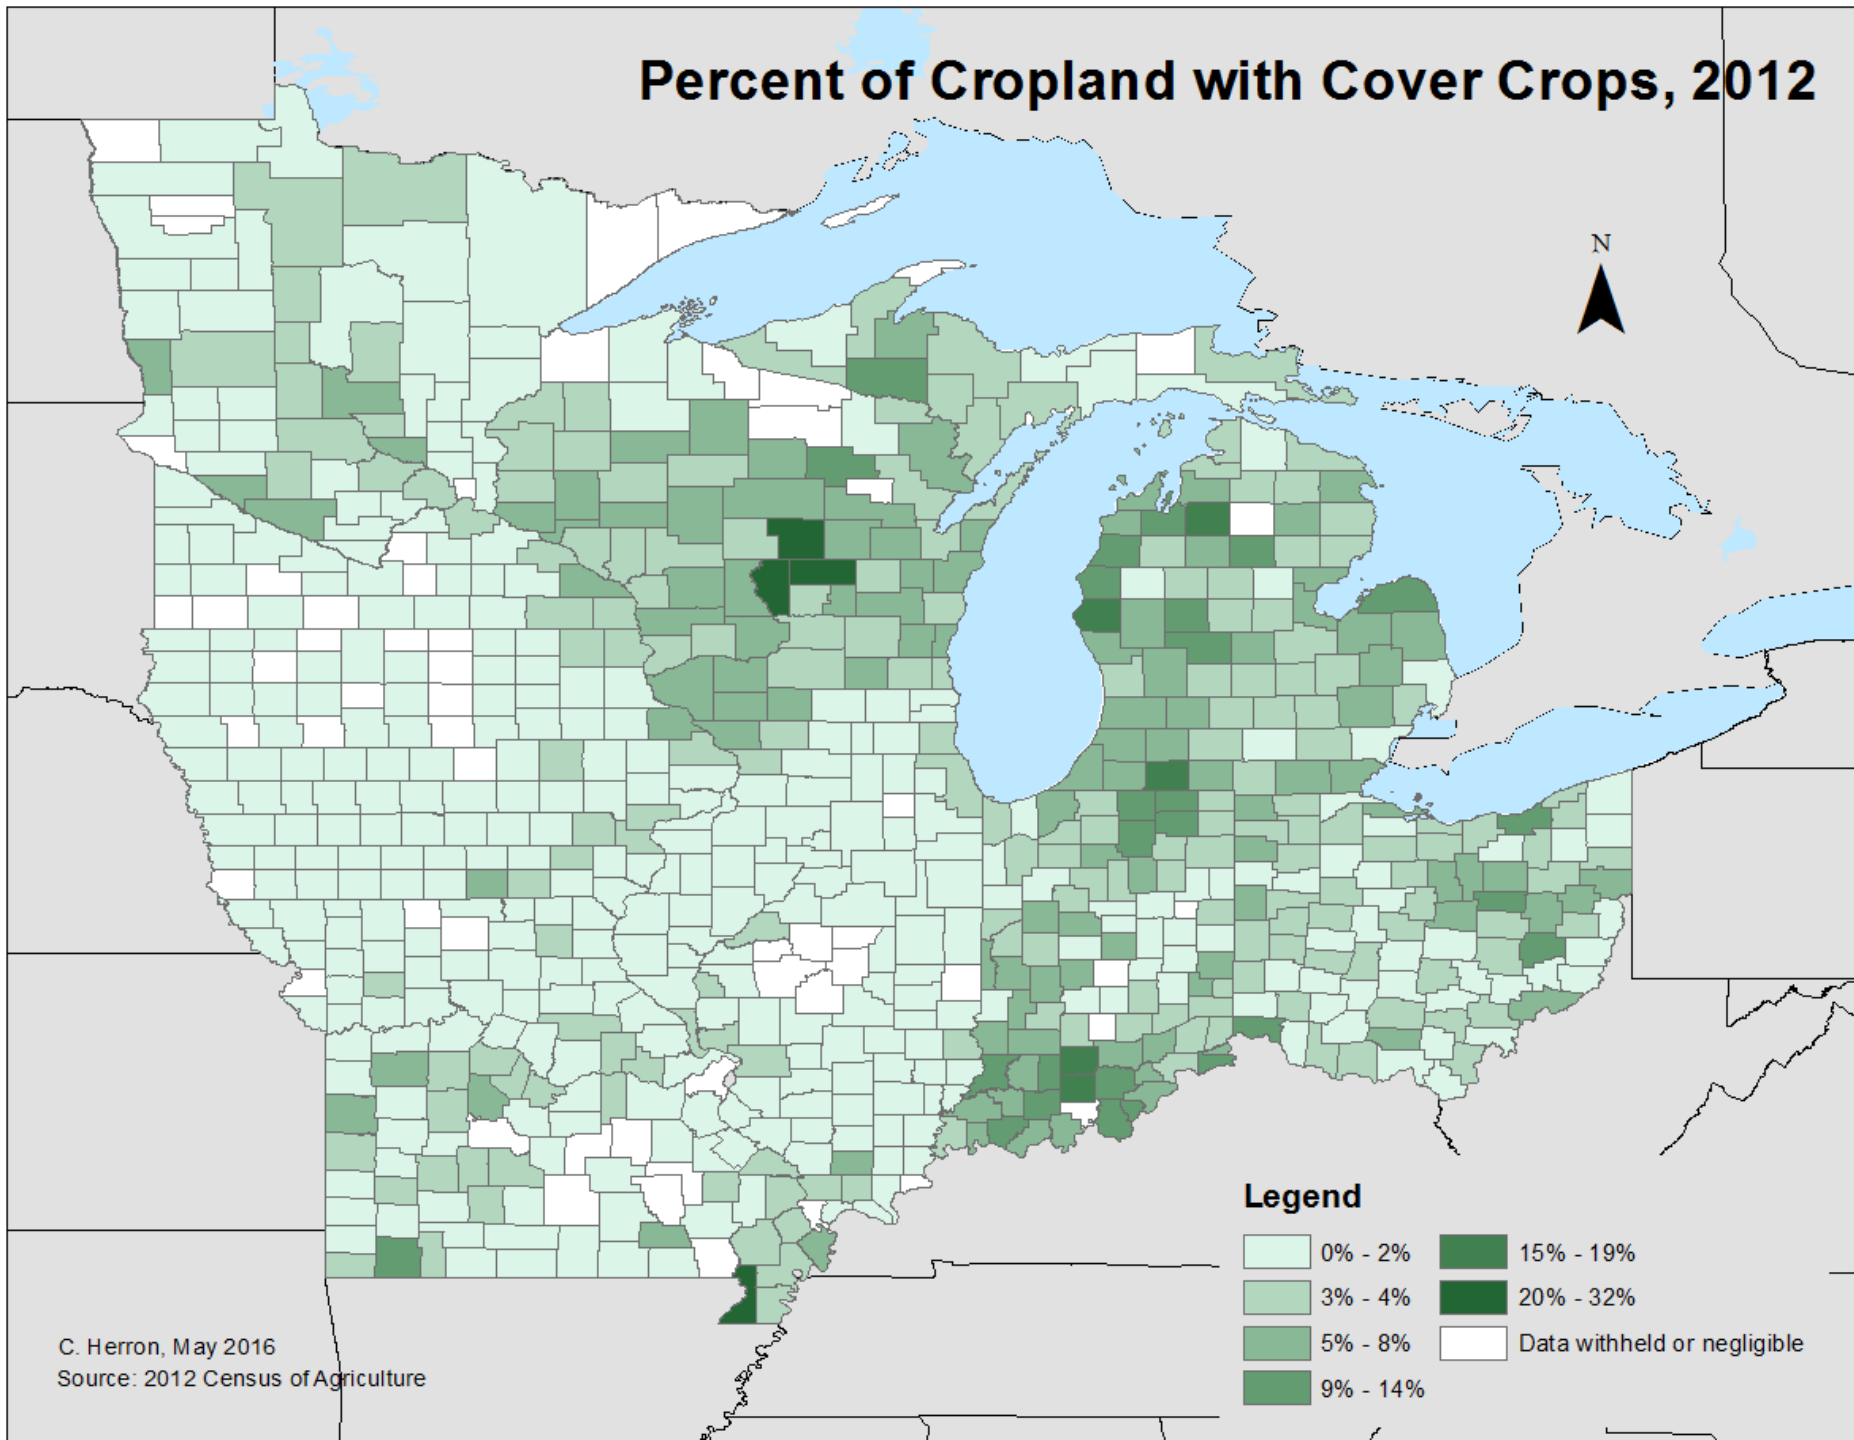 Percent of Cropland with Cover Crops, 2012
N
Legend
0% - 2%
3% - 4%
5% - 8%
9% - 14%
15% - 19%
20% - 32%
Data withheld or negligible
C. Herron, May 2016
Source: 2012 Census of Agriculture